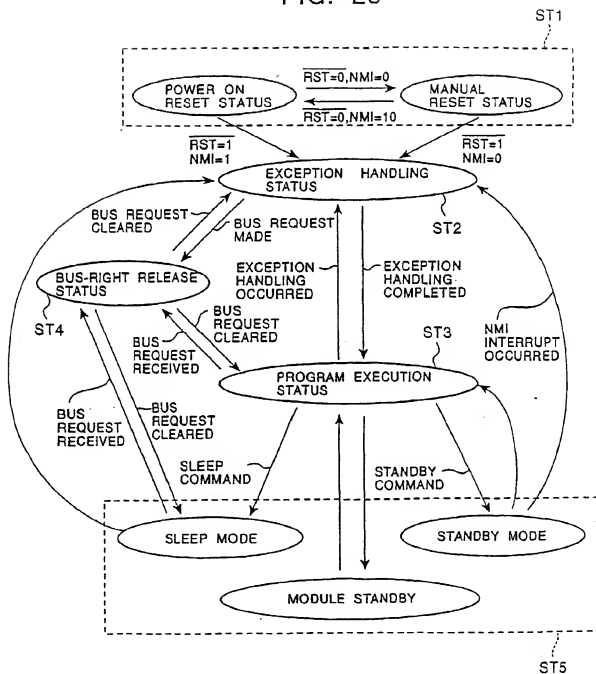 ST1
POWER ON
RESET STATUS
RST=0,NMI=0
RST=0,NMI=10
MANUAL
RESET STATUS
RST=1
NMI=1
RST=1
NMI=0
EXCEPTION HANDLING
STATUS
ST2
BUS REQUEST
CLEARED
BUS REQUEST
MADE
EXCEPTION
HANDLING
OCCURRED
EXCEPTION
HANDLING
COMPLETED
BUS-RIGHT RELEASE
STATUS
ST4
BUS
REQUEST
CLEARED
BUS
REQUEST
RECEIVED
ST3
NMI
INTERRUPT
OCCURRED
PROGRAM EXECUTION
STATUS
BUS
REQUEST
RECEIVED
BUS
REQUEST
CLEARED
SLEEP
COMMAND
STANDBY
COMMAND
SLEEP MODE
STANDBY MODE
MODULE STANDBY
ST5